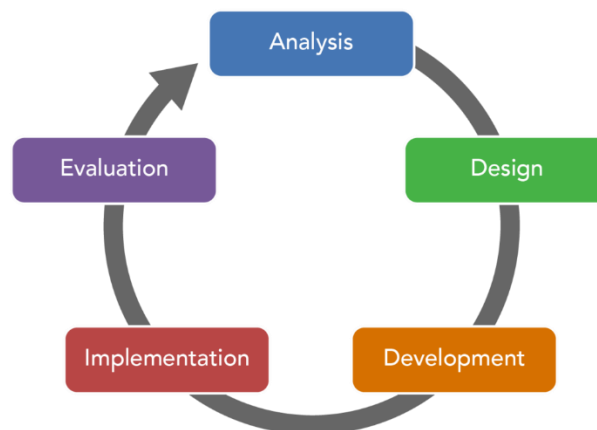 Analysis
Design
Development
Implementation
Evaluation